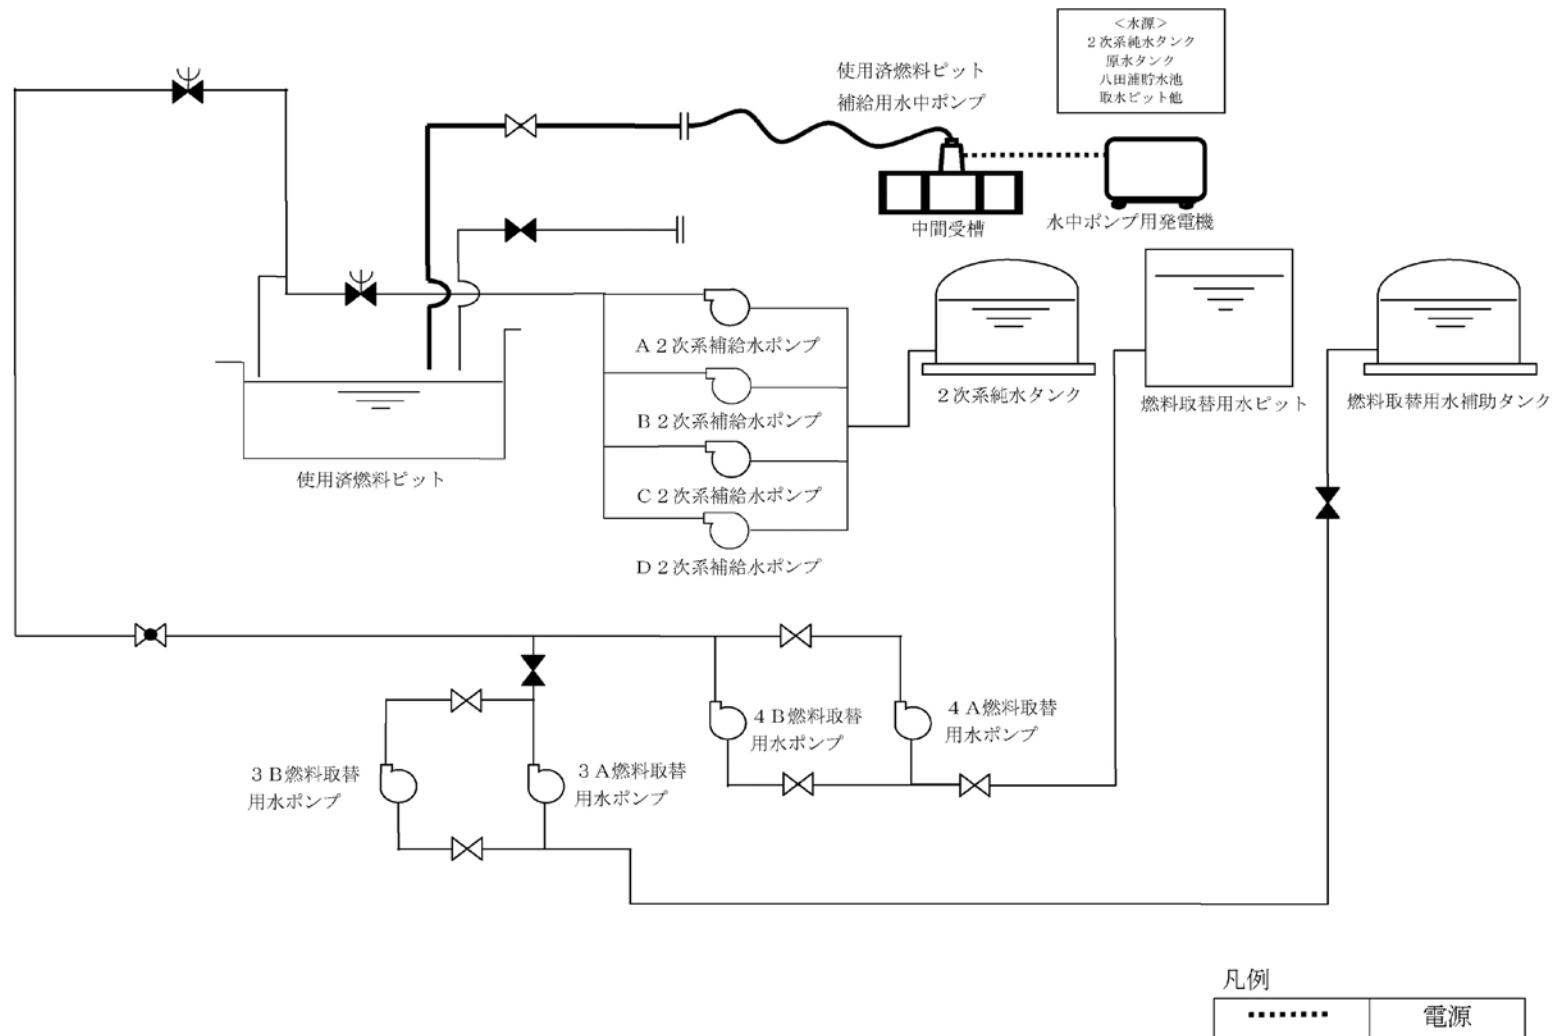 <水源>
2次系純水タンク
原水タンク
八田浦貯水池
取水ピット他
使用済燃料ピット
補給用水中ポンプ
中間受槽
水中ポンプ用発電機
A2次系補給水ポンプ
B2次系補給水ポンプ
C2次系補給水ポンプ
D2次系補給水ポンプ
2次系純水タンク
燃料取替用水ピット
燃料取替用水補助タンク
使用済燃料ピット
4B燃料取替
用水ポンプ
4A燃料取替
用水ポンプ
3B燃料取替
用水ポンプ
3A燃料取替
用水ポンプ
凡例
電源